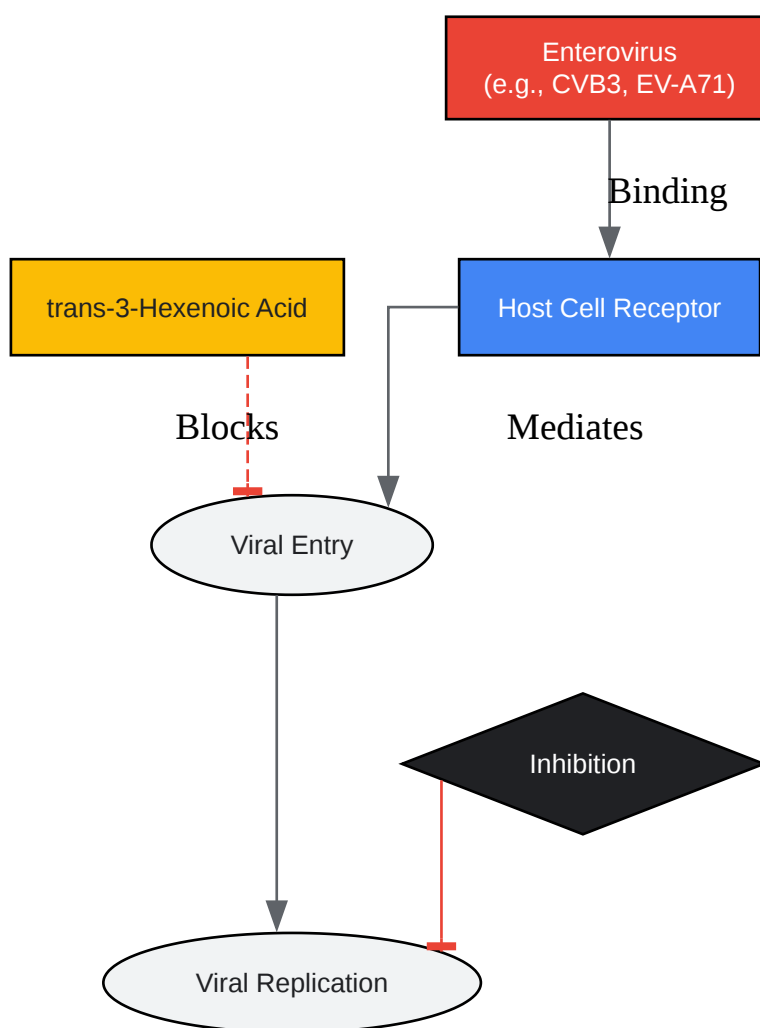 Enterovirus
(e.g., CVB3, EV-A71)
Binding
trans-3-Hexenoic Acid
Host Cell Receptor
Blocks
Mediates
Viral Entry
Inhibition
Viral Replication